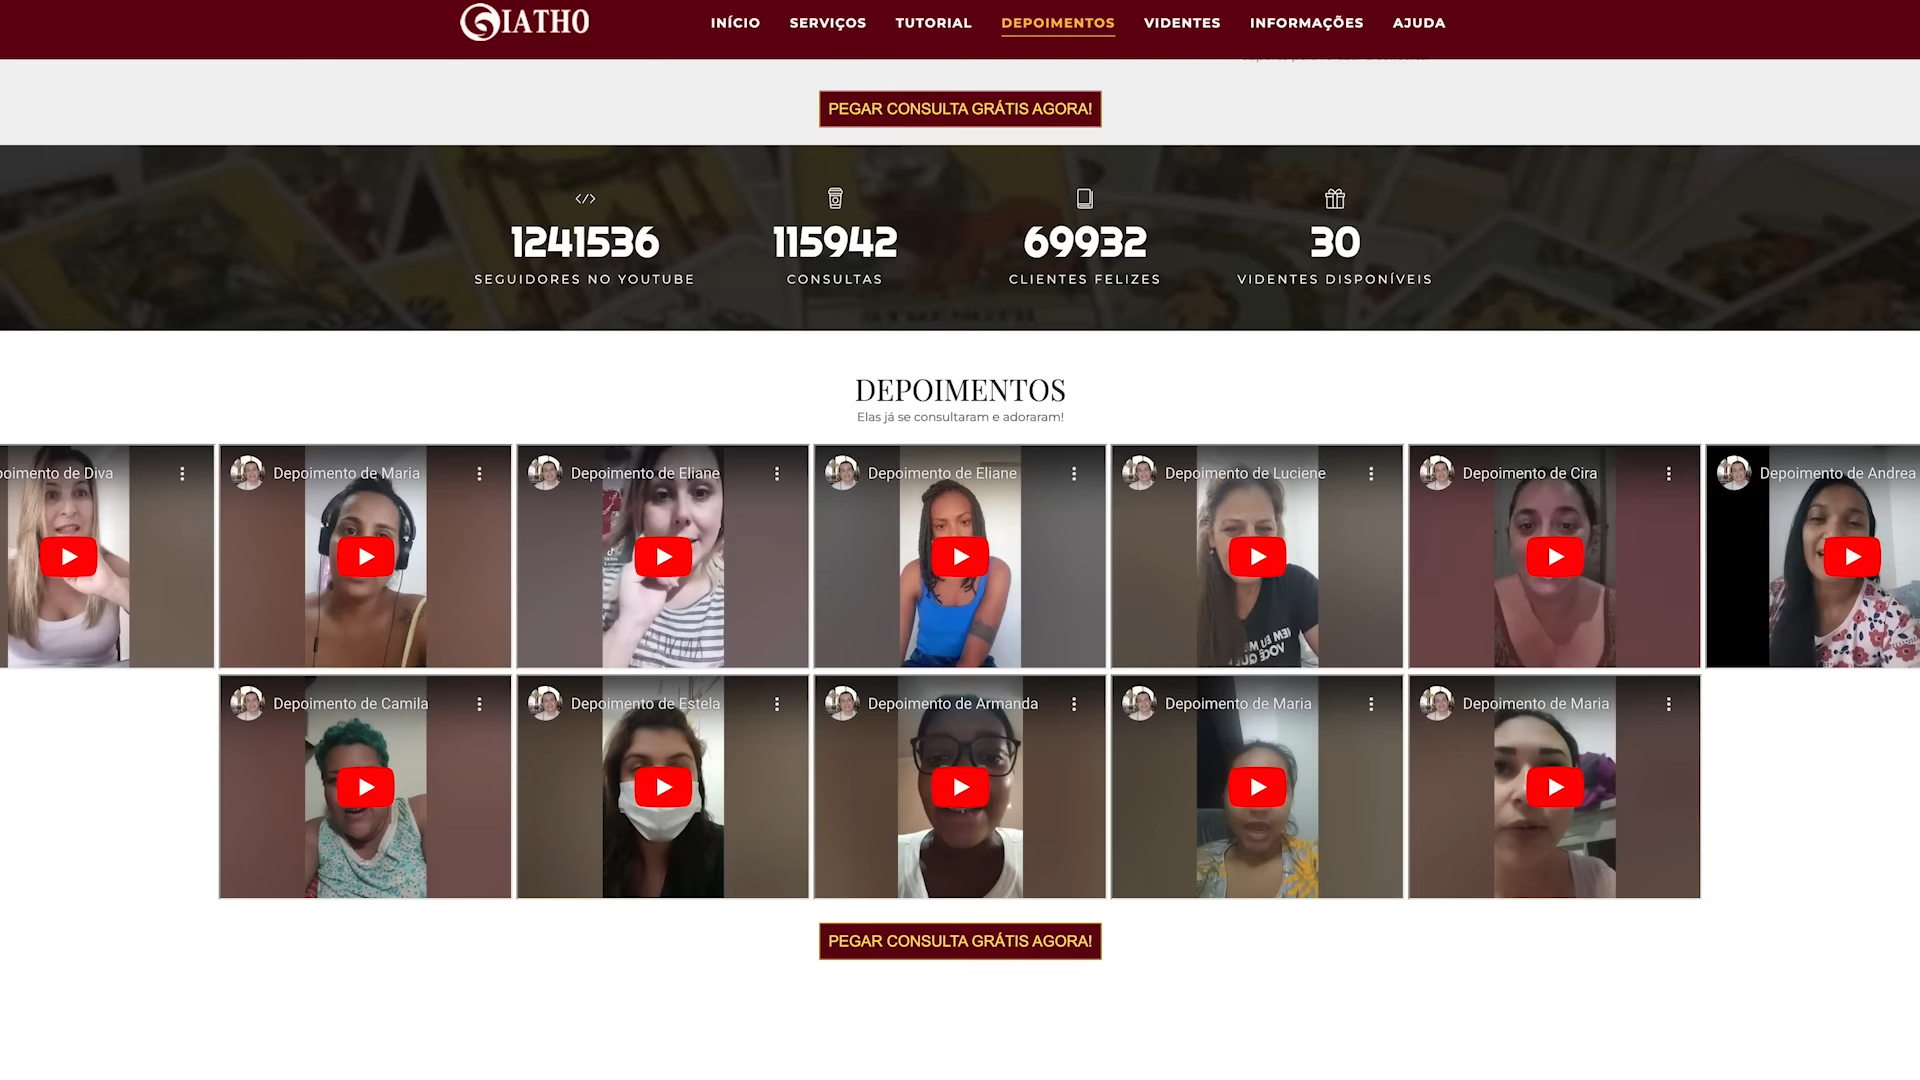 GIATHO
INÍCIO SERVIÇOS TUTORIAL DEPOIMENTOS VIDENTES INFORMAÇÕES AJUDA
PEGAR CONSULTA GRÁTIS AGORA!
1241536 115942 69932 30
SEGUIDORES NO YOUTUBE CONSULTAS CLIENTES FELIZES VIDENTES DISPONÍVEIS
DEPOIMENTOS
Elas já se consultaram e adoraram!
poimento de Diva Depoimento de Maria Depoimento de Eliane Depoimento de Eliane Depoimento de Luciene Depoimento de Cira Depoimento de Andrea
Depoimento de Camila Depoimento de Estela Depoimento de Armanda Depoimento de Maria Depoimento de Maria
PEGAR CONSULTA GRÁTIS AGORA!